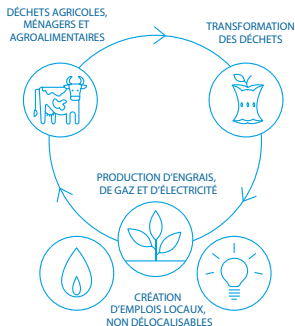 DÉCHETS AGRICOLES,
MÉNAGERS ET
AGROALIMENTAIRES
TRANSFORMATION
DES DÉCHETS
PRODUCTION D'ENGRAIS,
DE GAZ ET D'ÉLECTRICITÉ
CRÉATION
D'EMPLOIS LOCAUX,
NON DÉLOCALISABLES